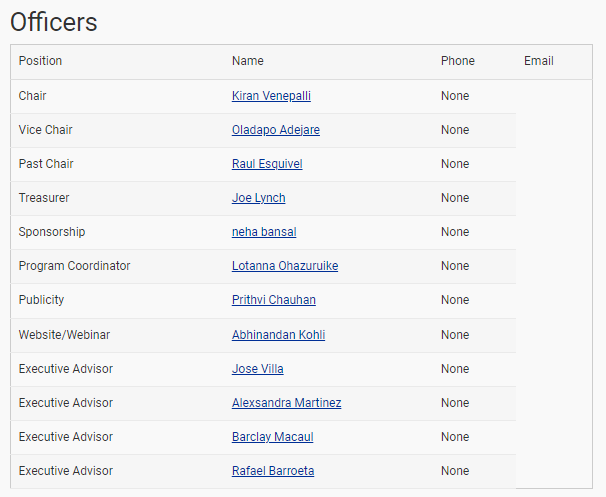 Officers
Position Name Phone Email
Chair Kiran Venepalli None
Vice Chair Oladapo Adejare None
Past Chair Raul Esquivel None
Treasurer Joe Lynch None
Sponsorship neha bansal None
Program Coordinator Lotanna Ohazuruike None
Publicity Prithvi Chauhan None
Website/Webinar Abhinandan Kohli None
Executive Advisor Jose Villa None
Executive Advisor Alexsandra Martinez None
Executive Advisor Barclay Macaul None
Executive Advisor Rafael Barroeta None